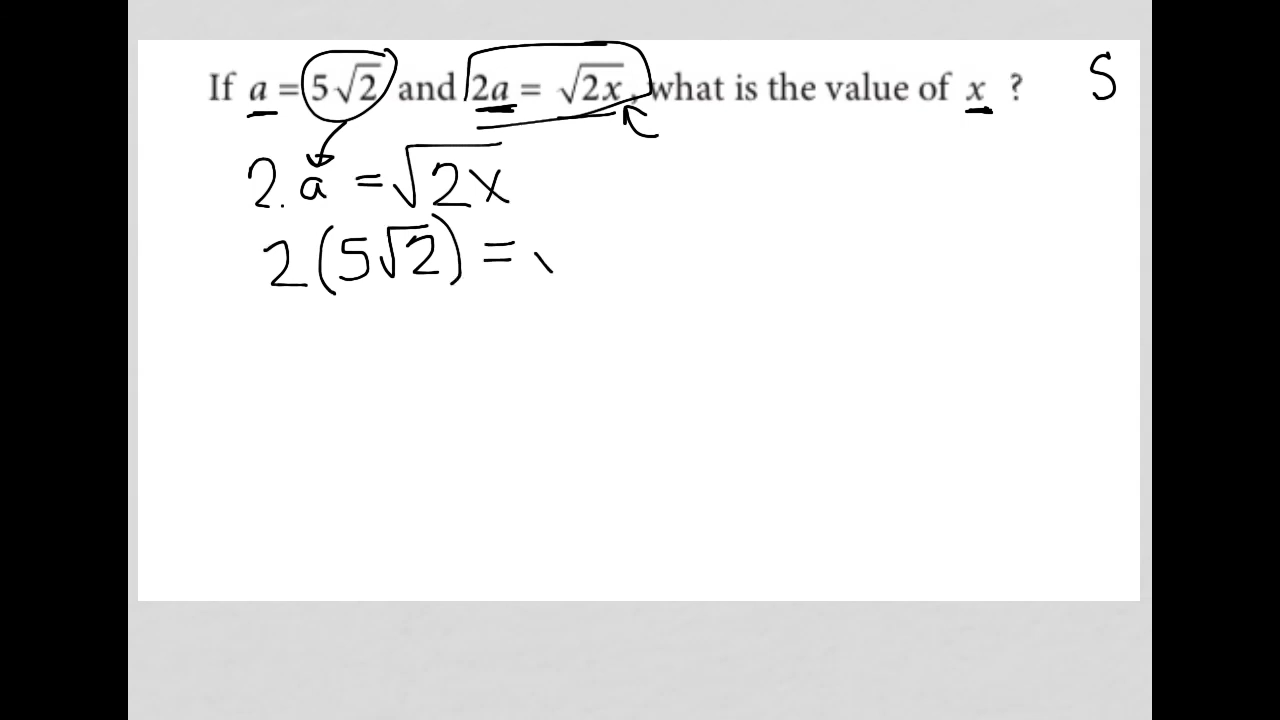 If a = 5√2 and 2a = √2x, what is the value of x ? S
2.a = √2x
2(5√2) =